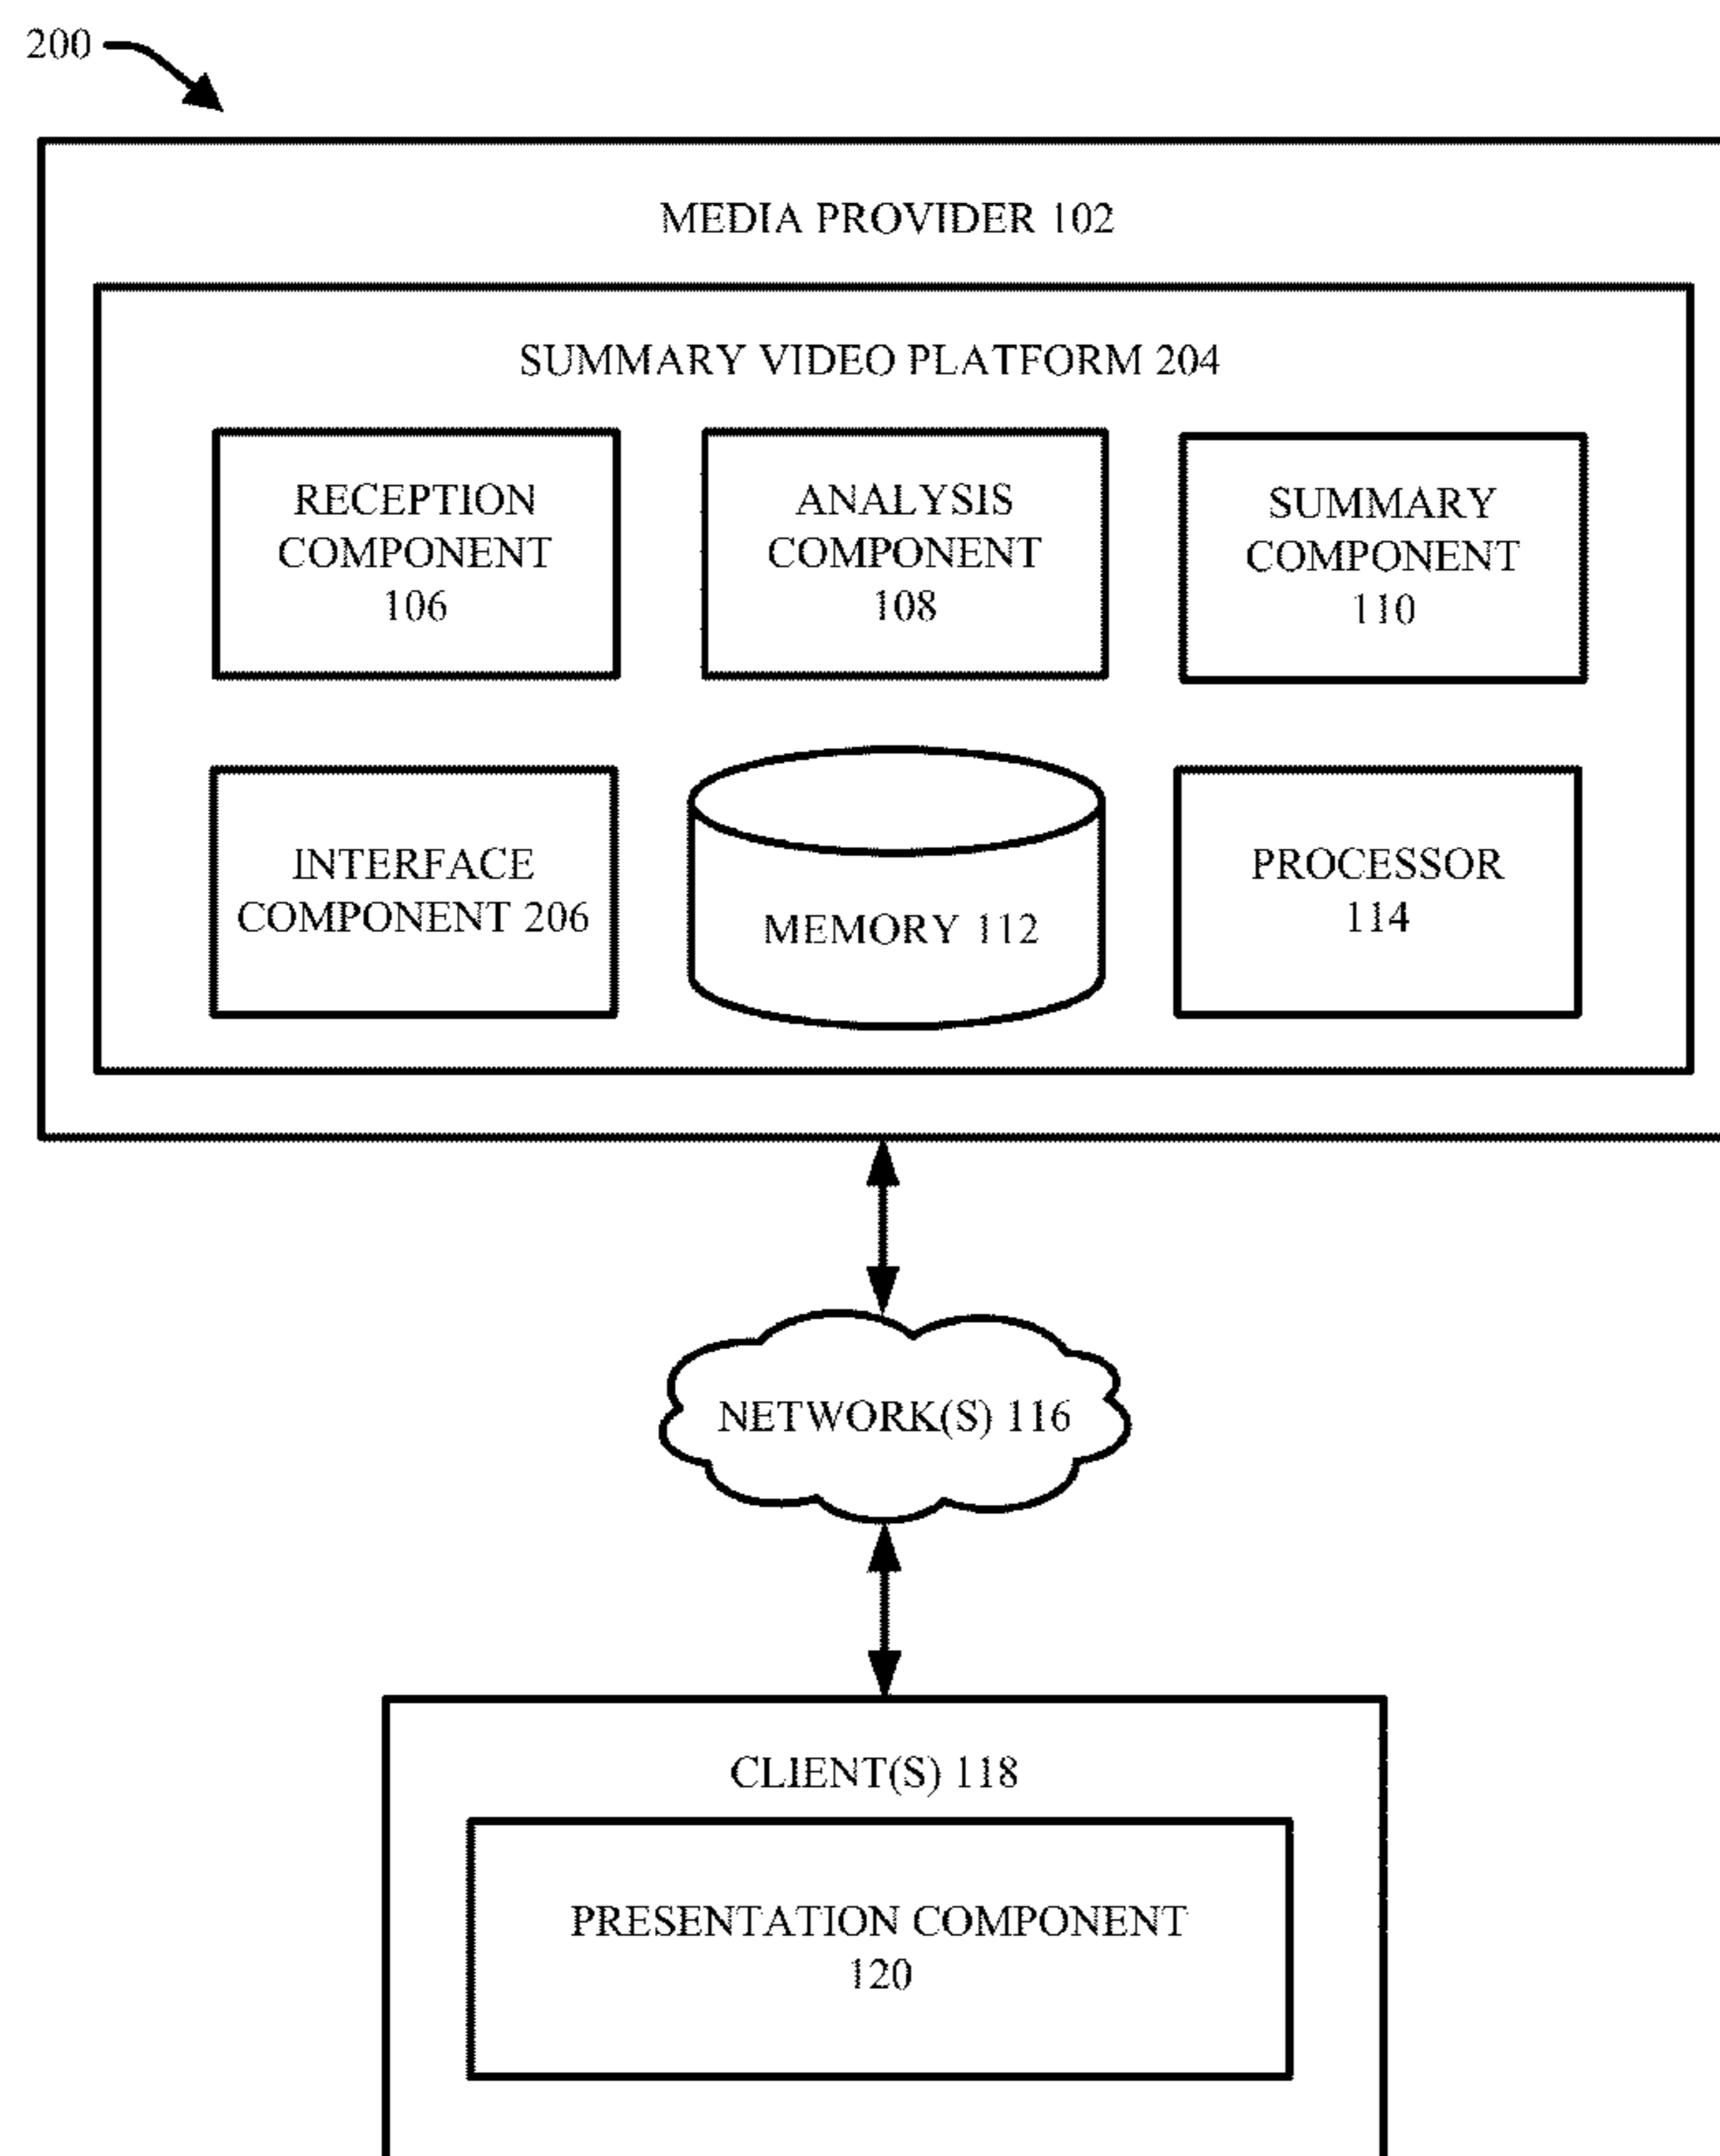 200
MEDIA PROVIDER 102
SUMMARY VIDEO PLATFORM 204
RECEPTION
COMPONENT
106
ANALYSIS
COMPONENT
108
SUMMARY
COMPONENT
110
INTERFACE
COMPONENT 206
MEMORY 112
PROCESSOR
114
NETWORK(S) 116
CLIENT(S) 118
PRESENTATION COMPONENT
120